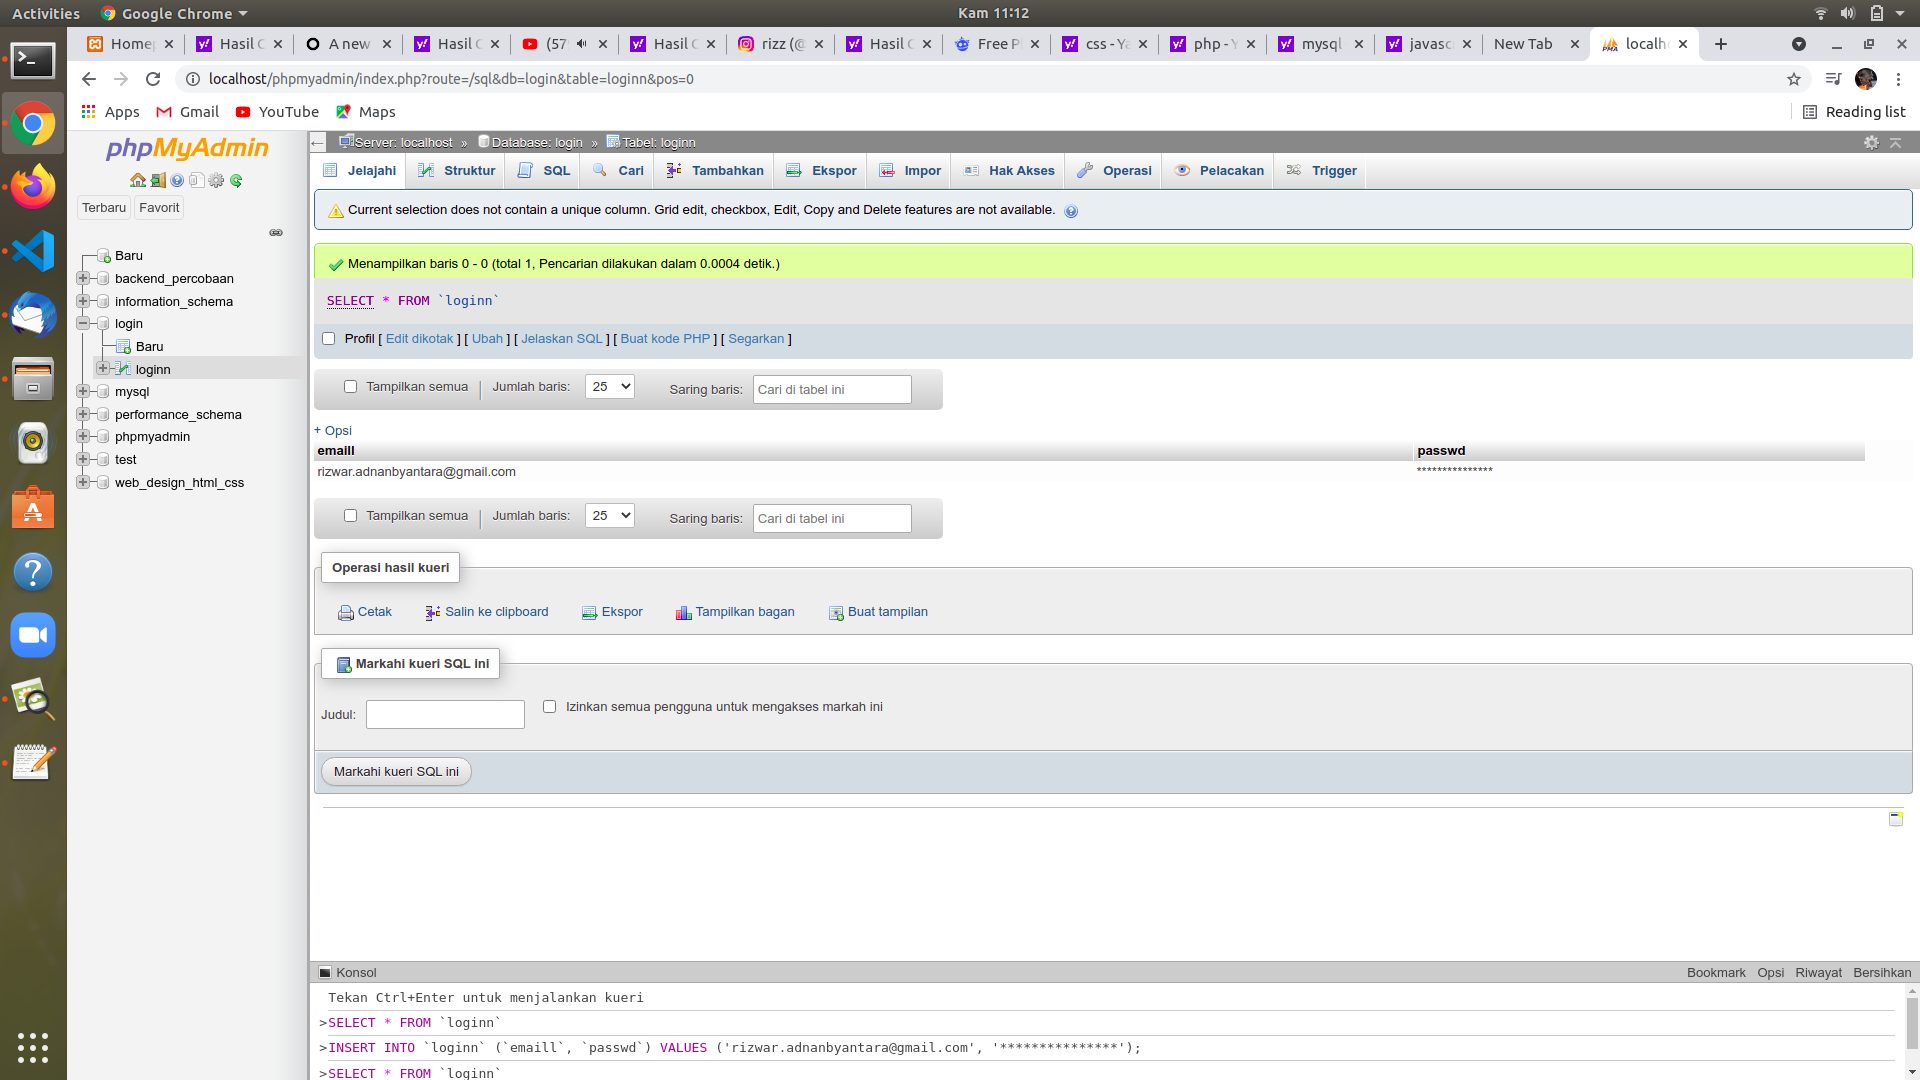 Activities
Google Chrome
Kam 11:12
Home
Hasil C
A new
Hasil C
(57
Hasil C
rizz (@
Hasil C
Free P
css - Ya
php - Y
mysql
javasc
New Tab
localh
localhost/phpmyadmin/index.php?route=/sql&db=login&table=loginn&pos=0
Apps
Gmail
YouTube
Maps
Reading list
phpMyAdmin
Terbaru
Favorit
Baru
backend_percobaan
information_schema
login
Baru
loginn
mysql
performance_schema
phpmyadmin
test
web_design_html_css
Server: localhost » Database: login » Tabel: loginn
Jelajahi
Struktur
SQL
Cari
Tambahkan
Ekspor
Impor
Hak Akses
Operasi
Pelacakan
Trigger
Current selection does not contain a unique column. Grid edit, checkbox, Edit, Copy and Delete features are not available.
Menampilkan baris 0 - 0 (total 1, Pencarian dilakukan dalam 0.0004 detik.)
SELECT * FROM `loginn`
Profil [ Edit dikotak ] [ Ubah ] [ Jelaskan SQL ] [ Buat kode PHP ] [ Segarkan ]
Tampilkan semua
Jumlah baris:
25
Saring baris:
Cari di tabel ini
+ Opsi
emaill
passwd
rizwar.adnanbyantara@gmail.com
***************
Tampilkan semua
Jumlah baris:
25
Saring baris:
Cari di tabel ini
Operasi hasil kueri
Cetak
Salin ke clipboard
Ekspor
Tampilkan bagan
Buat tampilan
Markahi kueri SQL ini
Judul:
Izinkan semua pengguna untuk mengakses markah ini
Markahi kueri SQL ini
Konsol
Bookmark
Opsi
Riwayat
Bersihkan
Tekan Ctrl+Enter untuk menjalankan kueri
>SELECT * FROM `loginn`
>INSERT INTO `loginn` (`emaill`, `passwd`) VALUES ('rizwar.adnanbyantara@gmail.com', '***************');
>SELECT * FROM `loginn`